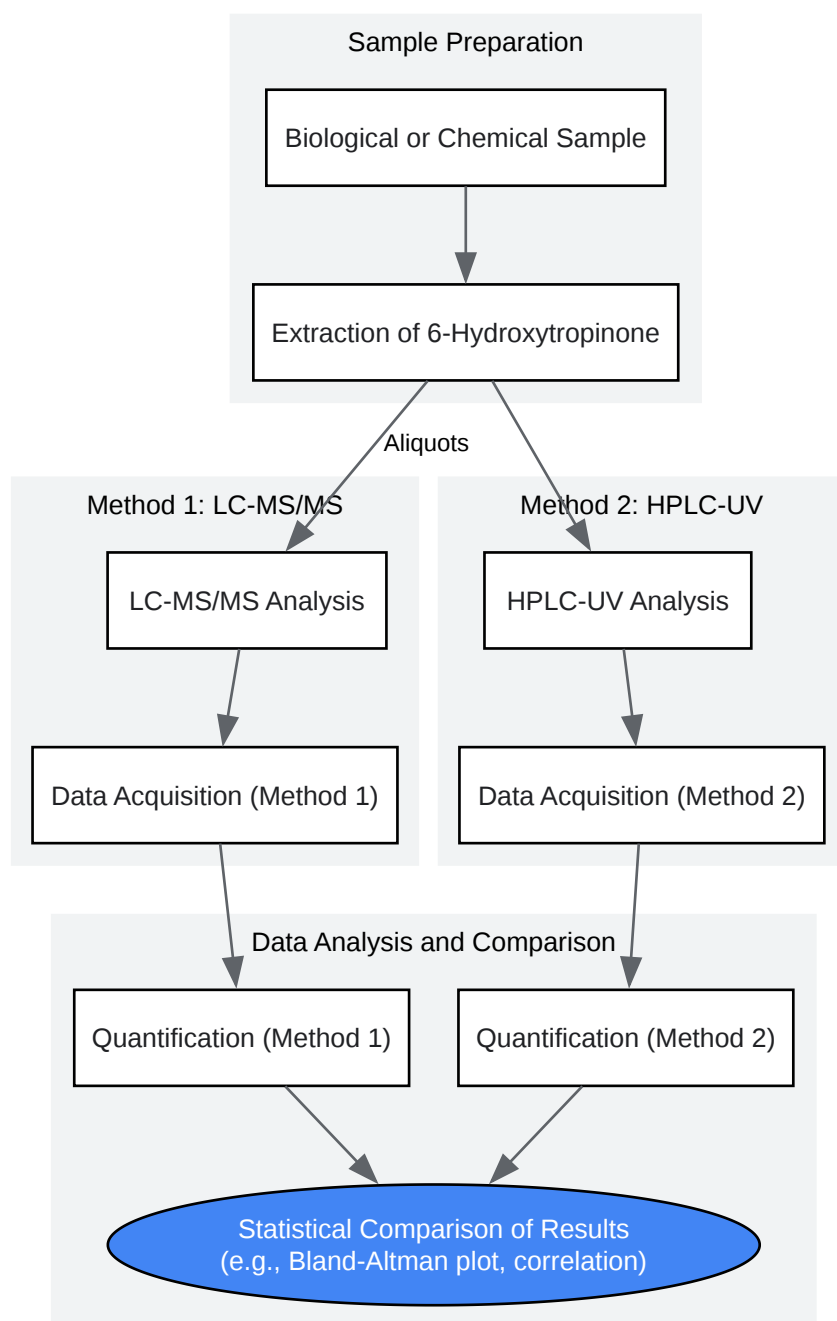 Sample Preparation
Biological or Chemical Sample
Extraction of 6-Hydroxytropinone
Aliquots
Method 1: LC-MS/MS
Method 2: HPLC-UV
LC-MS/MS Analysis
HPLC-UV Analysis
Data Acquisition (Method 1)
Data Acquisition (Method 2)
Data Analysis and Comparison
Quantification (Method 1)
Quantification (Method 2)
Statistical Comparison of Results
(e.g., Bland-Altman plot, correlation)